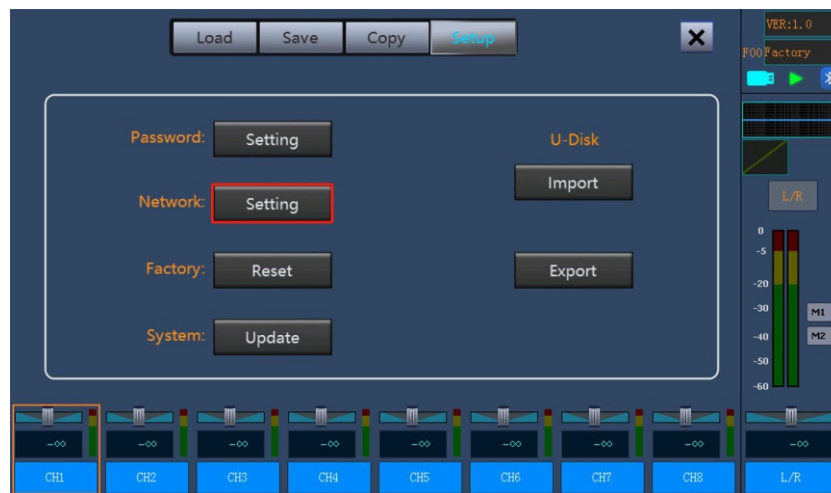 Load Save Copy Setup
VER:1.0
F00 Factory
Password: Setting
U-Disk
Import
Network: Setting
L/R
Factory: Reset
Export
System: Update
0
-5
-20
-30
M1
-40
M2
-50
-60
-∞ -∞ -∞ -∞ -∞ -∞ -∞ -∞ -∞
CH1 CH2 CH3 CH4 CH5 CH6 CH7 CH8 L/R